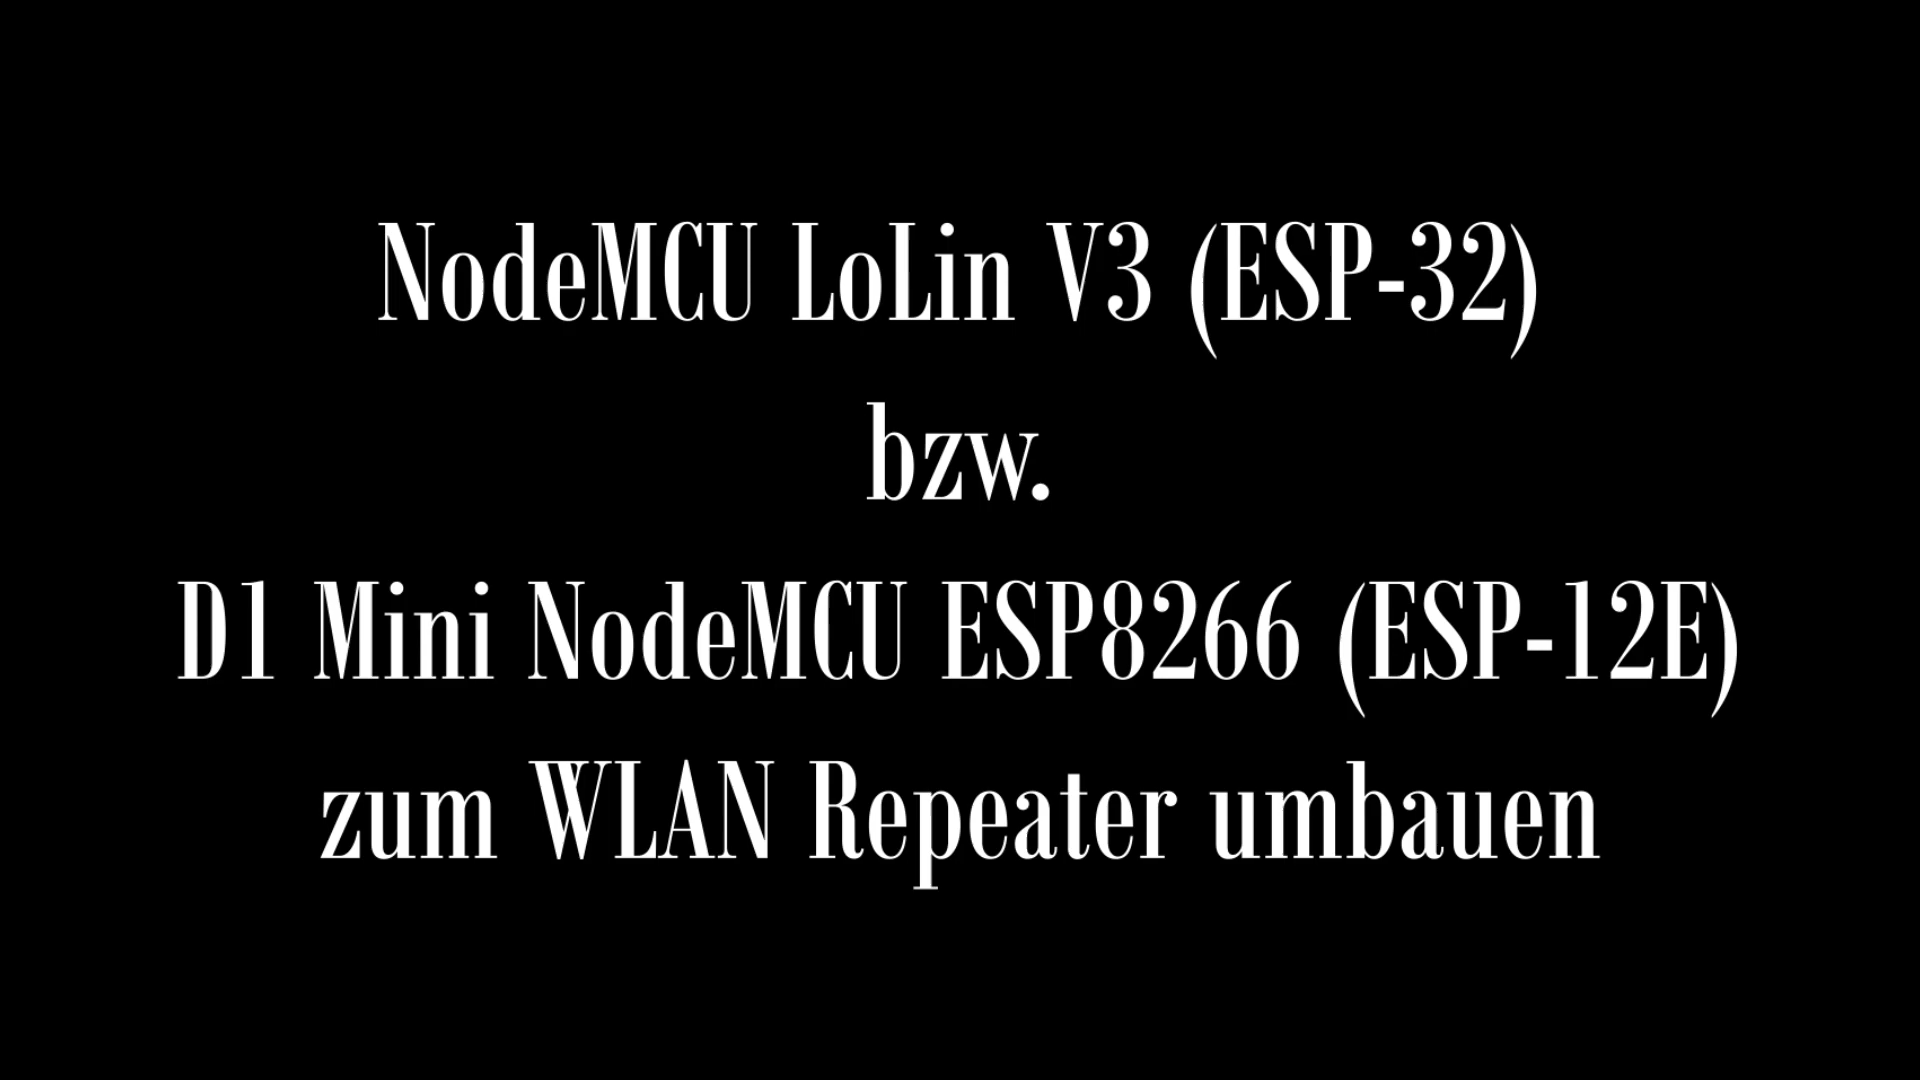 NodeMCU LoLin V3 (ESP-32)
bzw.
D1 Mini NodeMCU ESP8266 (ESP-12E)
zum WLAN Repeater umbauen